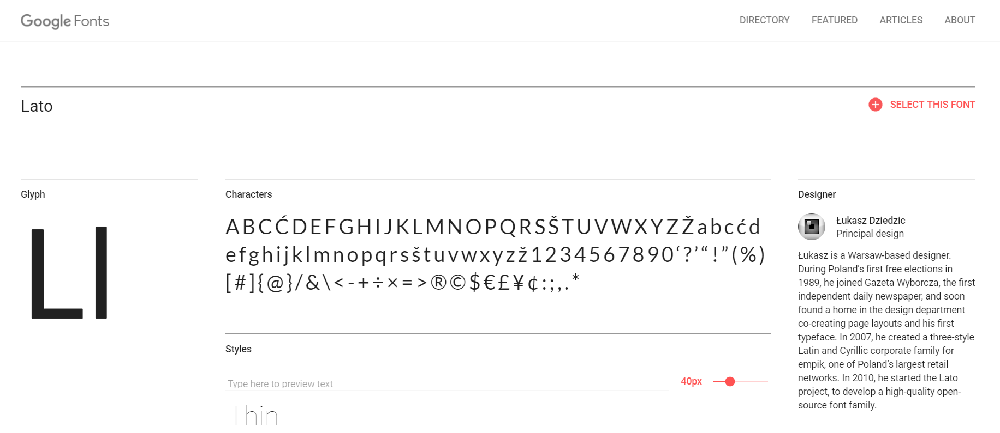 Google Fonts
DIRECTORY FEATURED ARTICLES ABOUT
Lato
SELECT THIS FONT
Glyph
Ll
Characters
ABCĆDEFGHIJKLMNOPQRSŠTUVWXYZŽabcćd
efghijklmnopqrsštuvwxyzž1234567890‘?’“!”(%)
[#]{@}/&\<-+÷×=>®©$€£¥¢:;,.*
Styles
Type here to preview text
40px
Thin
Designer
Łukasz Dziedzic
Principal design
Łukasz is a Warsaw-based designer.
During Poland's first free elections in
1989, he joined Gazeta Wyborcza, the first
independent daily newspaper, and soon
found a home in the design department
co-creating page layouts and his first
typeface. In 2007, he created a three-style
Latin and Cyrillic corporate family for
empik, one of Poland’s largest retail
networks. In 2010, he started the Lato
project, to develop a high-quality open-
source font family.